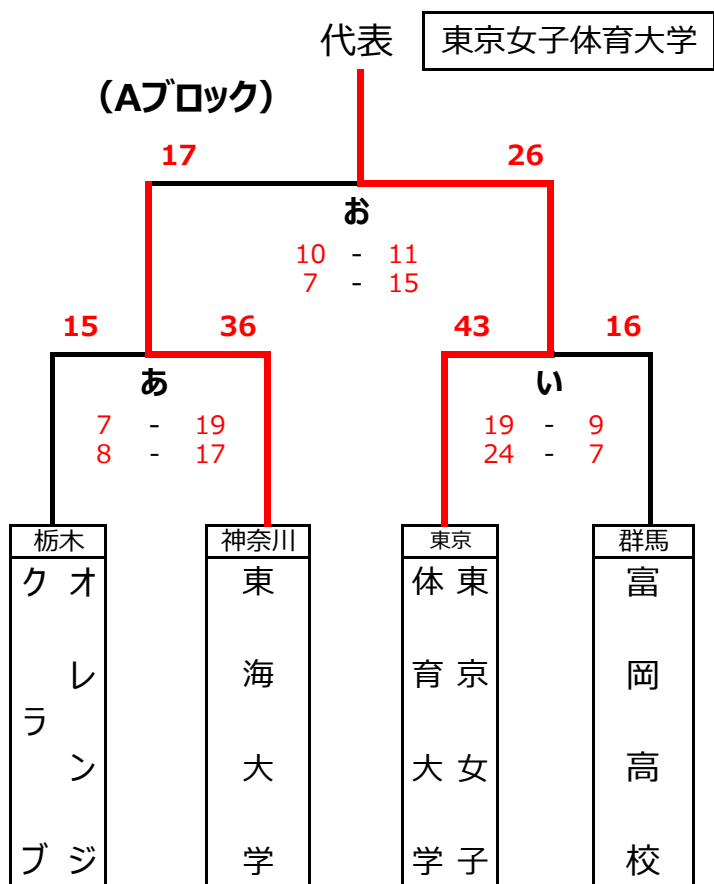 代表 東京女子体育大学
（Aブロック）
17 26
お
10 - 11
7 - 15
15 36 43 16
あ い
7 - 19 19 - 9
8 - 17 24 - 7
栃木 神奈川 東京 群馬
オレンジ
クラブ
東海大学
東京女子
体育大学
富岡高校